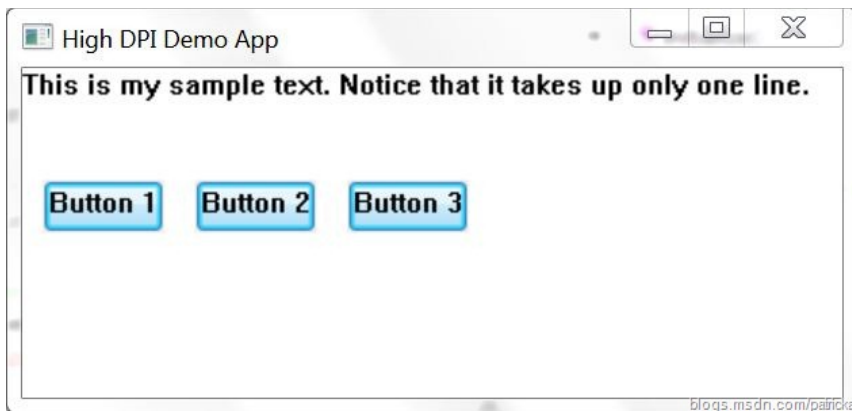 High DPI Demo App
This is my sample text. Notice that it takes up only one line.
Button 1 Button 2 Button 3
blogs.msdn.com/patricka